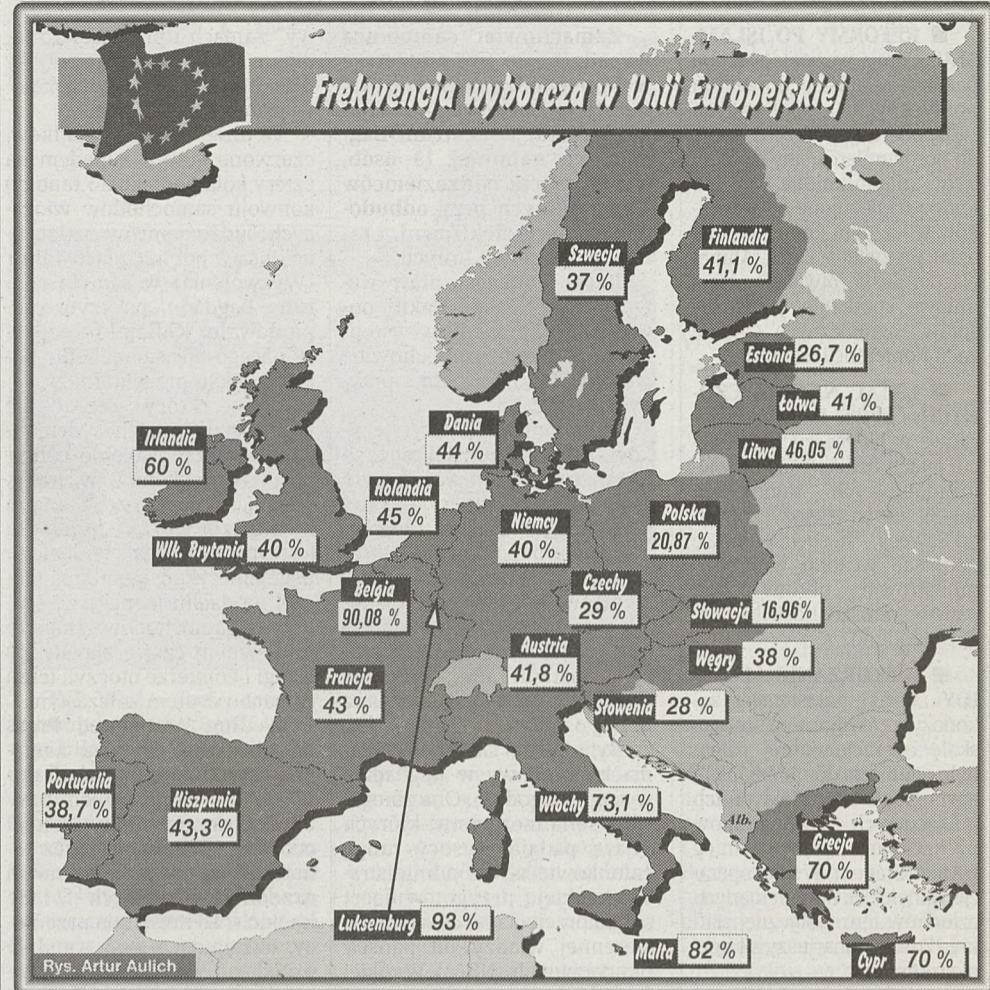 Frekwencja wyborcza w Unii Europejskiej
Szwecja
37 %
Finlandia
41,1 %
Estonia 26,7 %
Łotwa 41 %
Litwa 46,05 %
Dania
44 %
Irlandia
60 %
Holandia
45 %
Niemcy
40 %
Polska
20,87 %
Wlk. Brytania 40 %
Belgia
90,08 %
Czechy
29 %
Słowacja 16,96%
Austria
41,8 %
Węgry 38 %
Francja
43 %
Słowenia 28 %
Portugalia
38,7 %
Hiszpania
43,3 %
Włochy 73,1 %
Alb.
Grecja
70 %
Luksemburg 93 %
Malta 82 %
Cypr 70 %
Rys. Artur Aulich